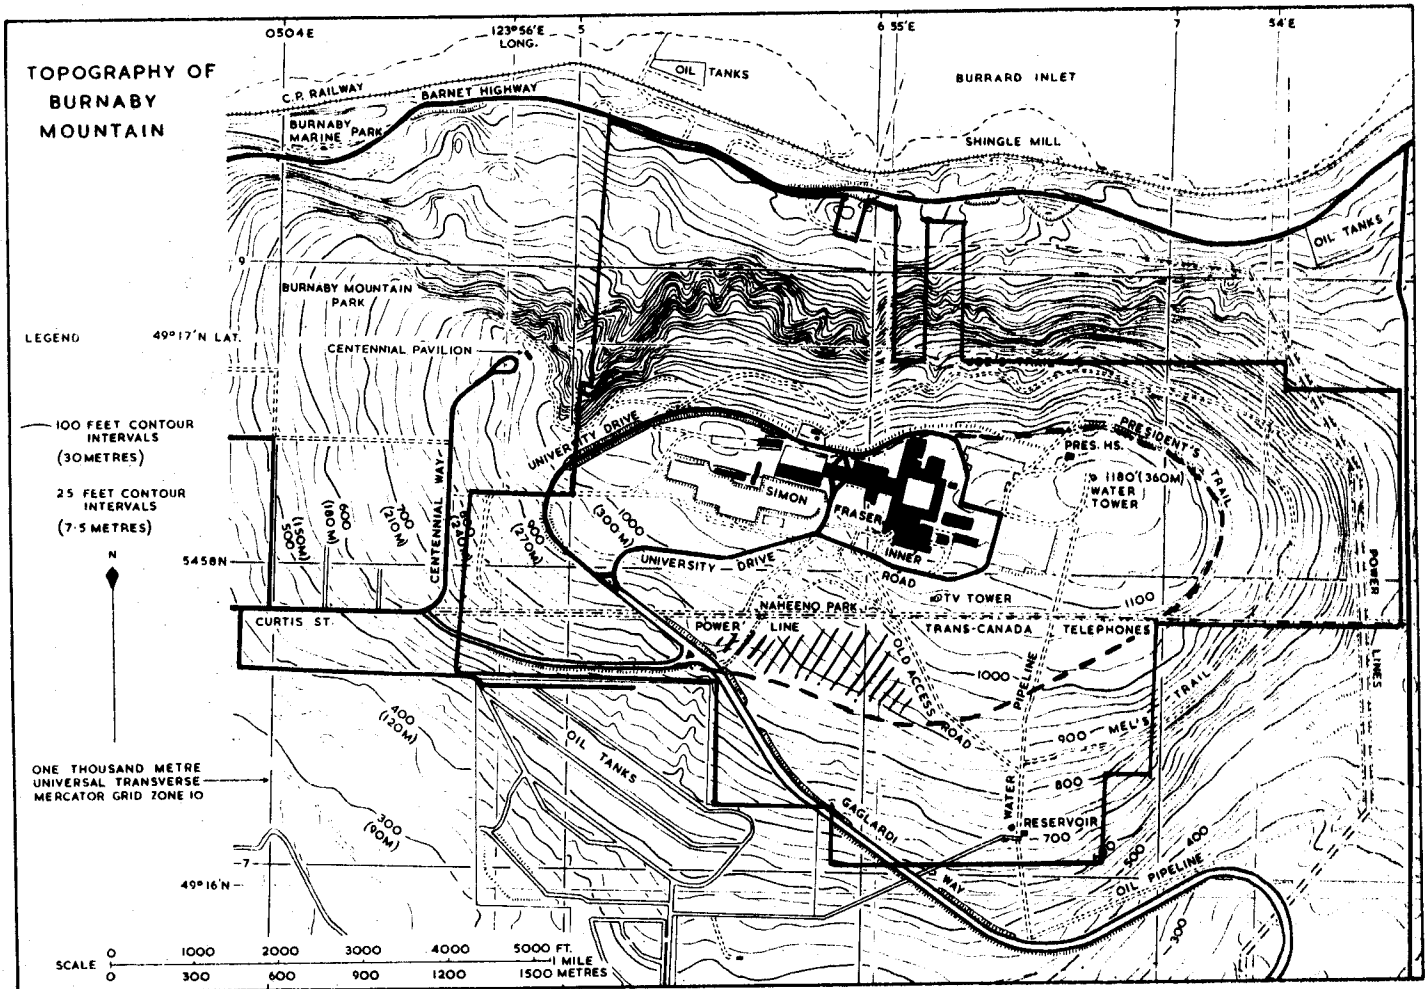 0504E
123°56'E
LONG.
5
6 55'E
7
54'E
TOPOGRAPHY OF
BURNABY
MOUNTAIN
OIL TANKS
BURRARD INLET
C.P. RAILWAY
BARNET HIGHWAY
BURNABY
MARINE PARK
SHINGLE MILL
OIL TANKS
9
BURNABY MOUNTAIN
PARK
LEGEND
49°17'N LAT.
CENTENNIAL PAVILION
100 FEET CONTOUR
INTERVALS
(30 METRES)
25 FEET CONTOUR
INTERVALS
(7·5 METRES)
N
UNIVERSITY DRIVE
PRESIDENT'S TRAIL
PRES. HS.
1180'(360M)
WATER
TOWER
SIMON
FRASER
INNER
ROAD
CENTENNIAL WAY
500
(150M)
600
(180M)
700
(210M)
900
(270M)
1000
(300M)
5458N
UNIVERSITY DRIVE
TV TOWER
1100
POWER
LINES
NAHEENO PARK
CURTIS ST.
POWER LINE
TRANS-CANADA TELEPHONES
OLD ACCESS
ROAD
1000
WATER PIPELINE
900
MEL'S TRAIL
800
400
(120M)
OIL TANKS
ONE THOUSAND METRE
UNIVERSAL TRANSVERSE
MERCATOR GRID ZONE 10
300
(90M)
GAGLARDI
WAY
RESERVOIR
700
500
400
OIL PIPELINE
7
49°16'N
300
0 1000 2000 3000 4000 5000 FT.
SCALE
1 MILE
0 300 600 900 1200 1500 METRES